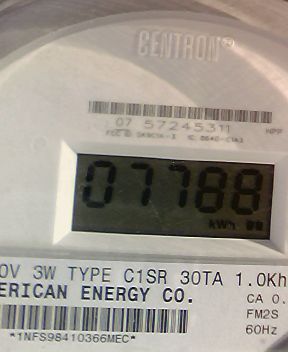 CENTRON®
07 57245311
07788
kWh
0V 3W TYPE C1SR 30TA 1.0Kh
ERICAN ENERGY CO.
CA 0.
FM2S
60Hz
*1NFS98410366MEC*